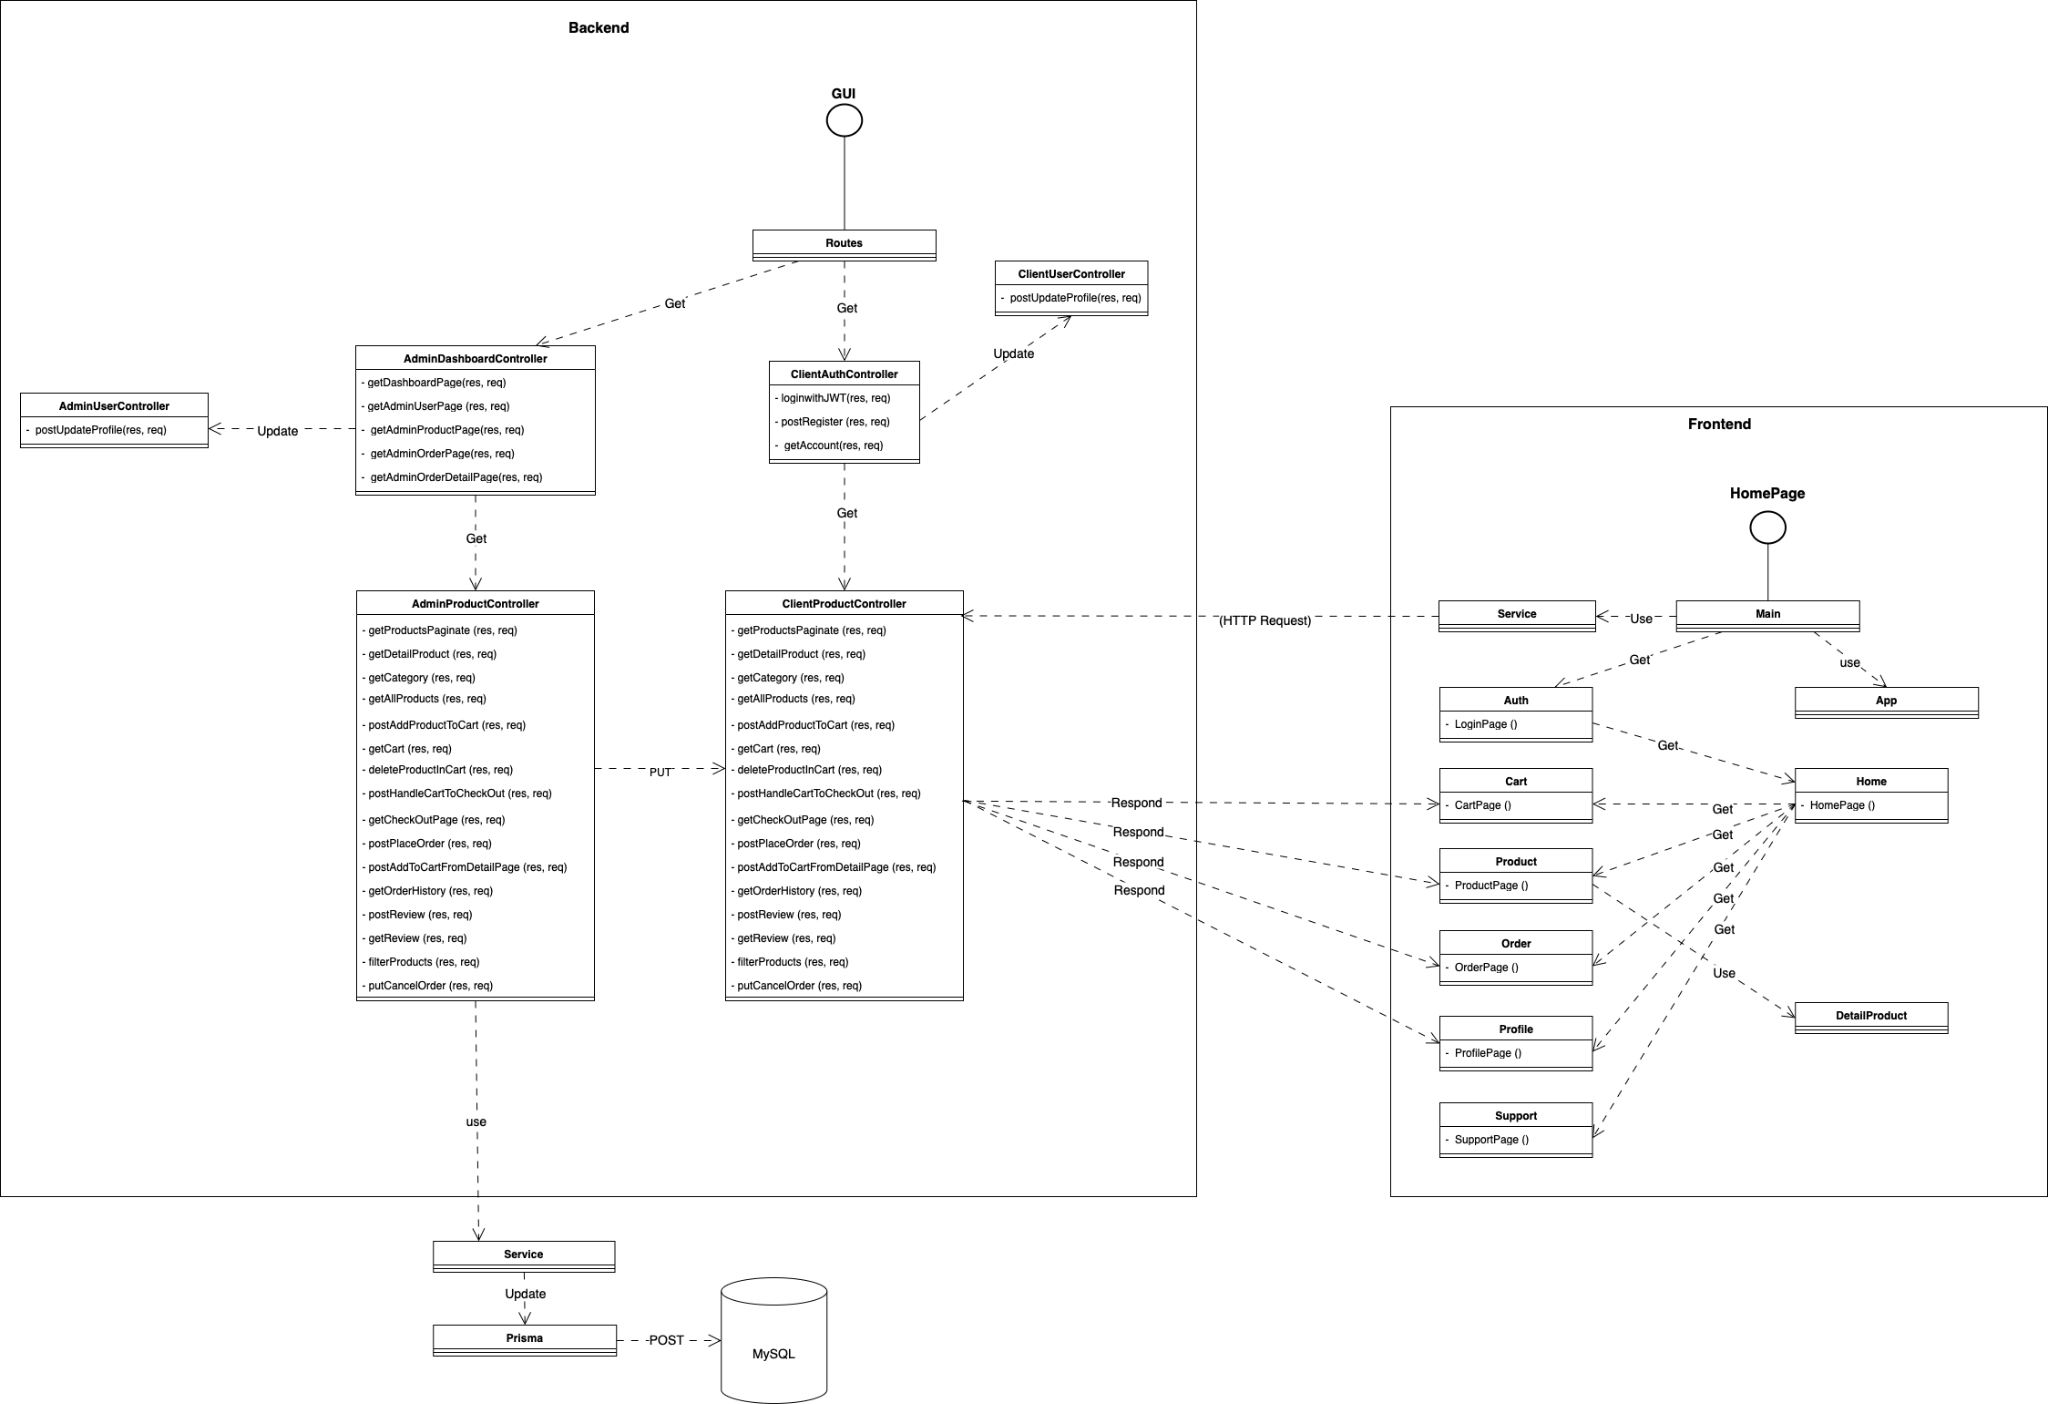 Backend
GUI
Routes
Get
Get
ClientUserController
- postUpdateProfile(res, req)
Update
AdminDashboardController
- getDashboardPage(res, req)
- getAdminUserPage (res, req)
- getAdminProductPage(res, req)
- getAdminOrderPage(res, req)
- getAdminOrderDetailPage(res, req)
ClientAuthController
- loginwithJWT(res, req)
- postRegister (res, req)
- getAccount(res, req)
AdminUserController
- postUpdateProfile(res, req)
Update
Get
Get
AdminProductController
- getProductsPaginate (res, req)
- getDetailProduct (res, req)
- getCategory (res, req)
- getAllProducts (res, req)
- postAddProductToCart (res, req)
- getCart (res, req)
- deleteProductInCart (res, req)
- postHandleCartToCheckOut (res, req)
- getCheckOutPage (res, req)
- postPlaceOrder (res, req)
- postAddToCartFromDetailPage (res, req)
- getOrderHistory (res, req)
- postReview (res, req)
- getReview (res, req)
- filterProducts (res, req)
- putCancelOrder (res, req)
PUT
ClientProductController
- getProductsPaginate (res, req)
- getDetailProduct (res, req)
- getCategory (res, req)
- getAllProducts (res, req)
- postAddProductToCart (res, req)
- getCart (res, req)
- deleteProductInCart (res, req)
- postHandleCartToCheckOut (res, req)
- getCheckOutPage (res, req)
- postPlaceOrder (res, req)
- postAddToCartFromDetailPage (res, req)
- getOrderHistory (res, req)
- postReview (res, req)
- getReview (res, req)
- filterProducts (res, req)
- putCancelOrder (res, req)
use
Service
Update
Prisma
POST
MySQL
(HTTP Request)
Respond
Respond
Respond
Respond
Frontend
HomePage
Service
Use
Main
Get
use
Auth
- LoginPage ()
App
Get
Cart
- CartPage ()
Home
- HomePage ()
Get
Get
Get
Get
Get
Product
- ProductPage ()
Order
- OrderPage ()
Use
DetailProduct
Profile
- ProfilePage ()
Support
- SupportPage ()